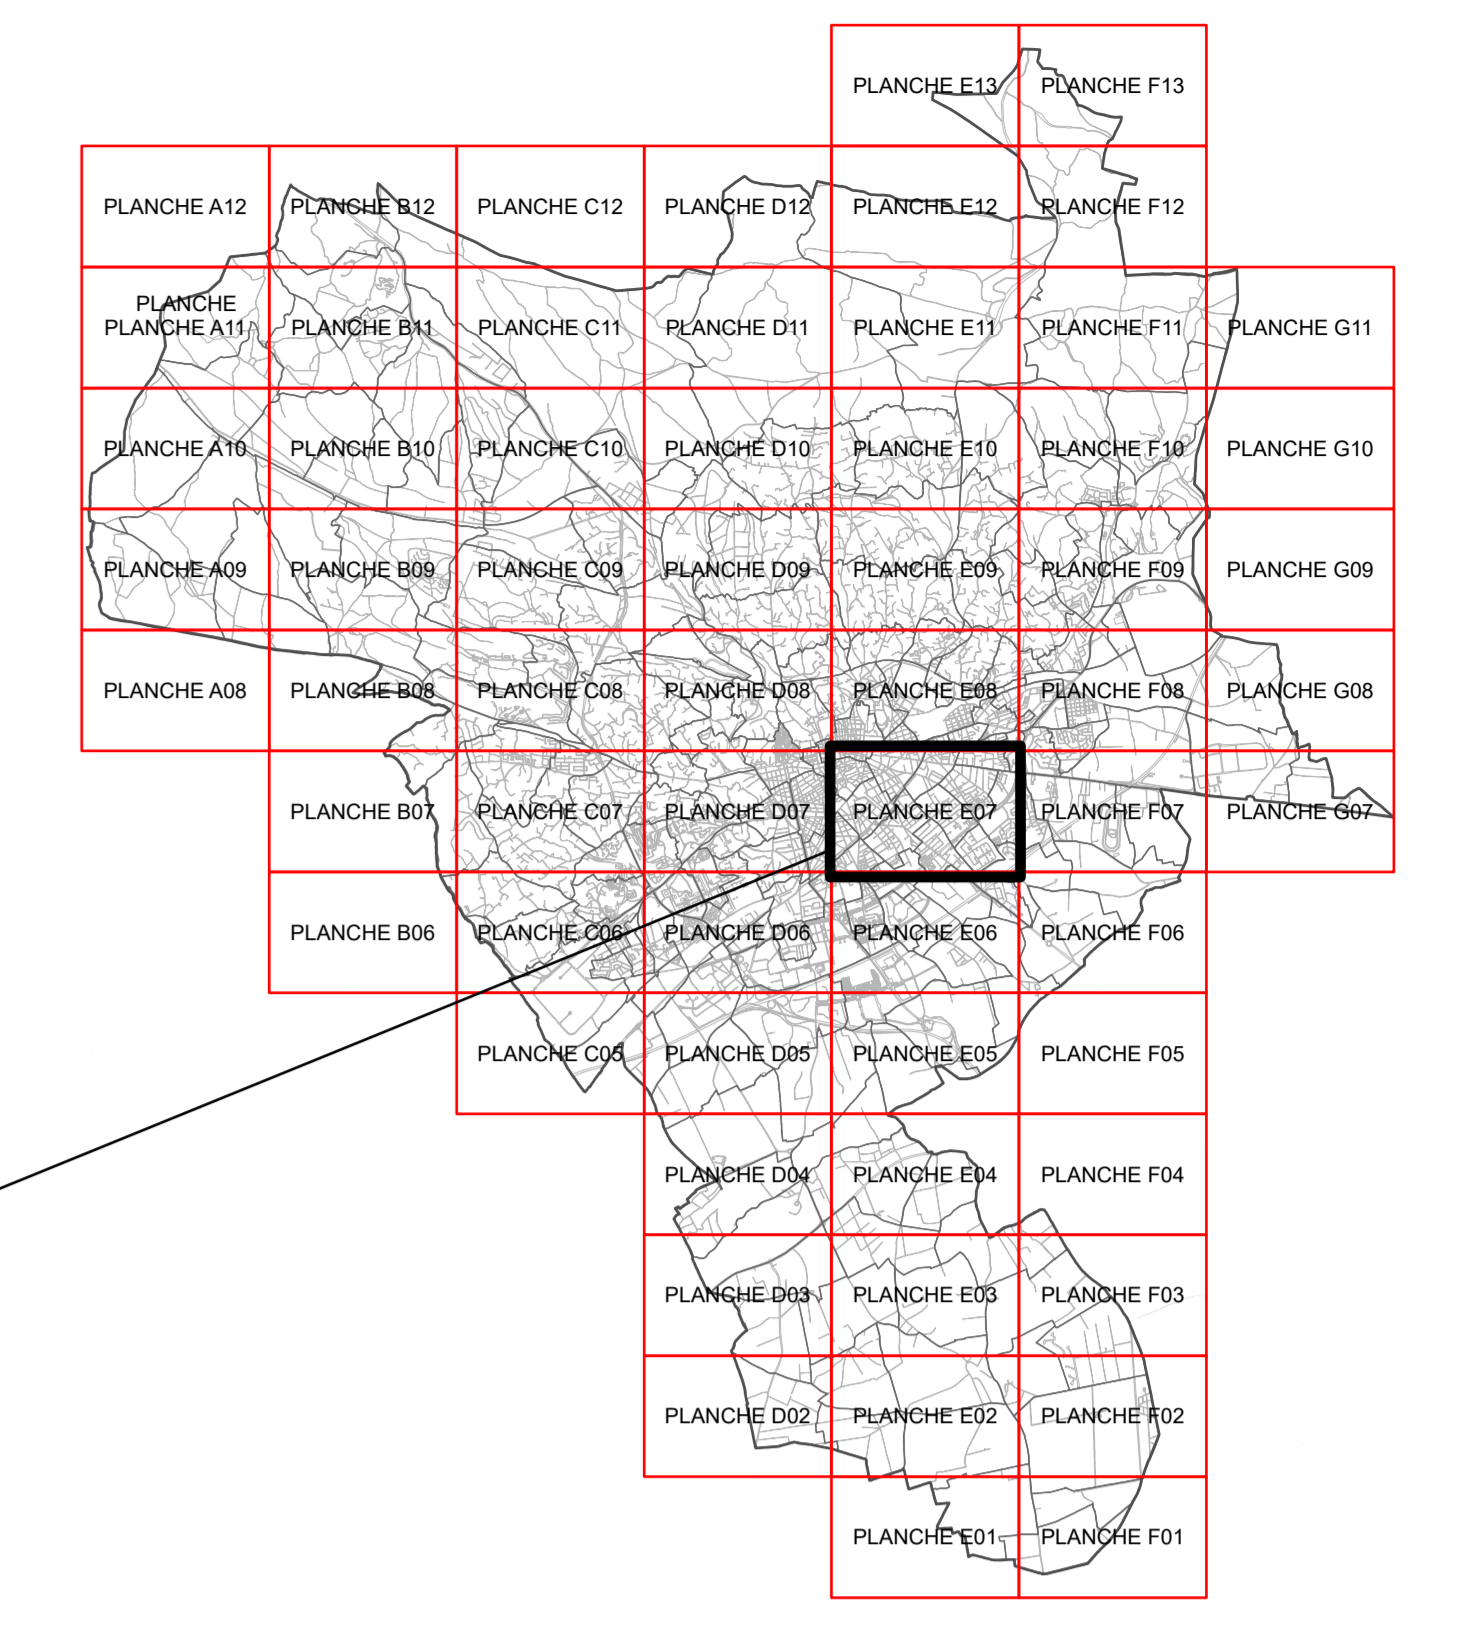 PLANCHE E13
PLANCHE F13
PLANCHE A12
PLANCHE B12
PLANCHE C12
PLANCHE D12
PLANCHE E12
PLANCHE F12
PLANCHE
PLANCHE A11
PLANCHE B11
PLANCHE C11
PLANCHE D11
PLANCHE E11
PLANCHE F11
PLANCHE G11
PLANCHE A10
PLANCHE B10
PLANCHE C10
PLANCHE D10
PLANCHE E10
PLANCHE F10
PLANCHE G10
PLANCHE A09
PLANCHE B09
PLANCHE C09
PLANCHE D09
PLANCHE E09
PLANCHE F09
PLANCHE G09
PLANCHE A08
PLANCHE B08
PLANCHE C08
PLANCHE D08
PLANCHE E08
PLANCHE F08
PLANCHE G08
PLANCHE B07
PLANCHE C07
PLANCHE D07
PLANCHE E07
PLANCHE F07
PLANCHE G07
PLANCHE B06
PLANCHE C06
PLANCHE D06
PLANCHE E06
PLANCHE F06
PLANCHE C05
PLANCHE D05
PLANCHE E05
PLANCHE F05
PLANCHE D04
PLANCHE E04
PLANCHE F04
PLANCHE D03
PLANCHE E03
PLANCHE F03
PLANCHE D02
PLANCHE E02
PLANCHE F02
PLANCHE E01
PLANCHE F01